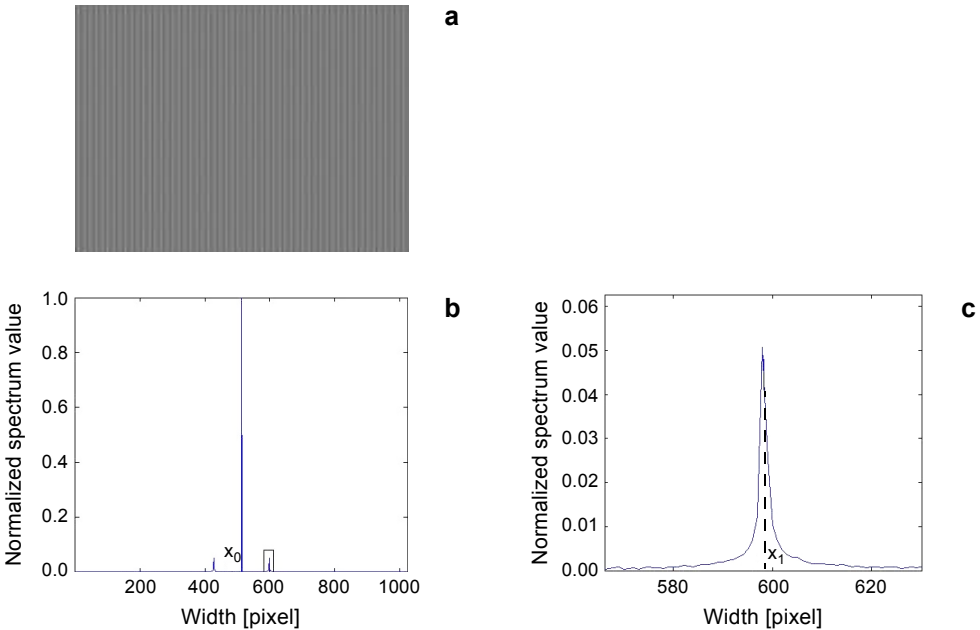 a
b
Normalized spectrum value
1.0
0.8
0.6
0.4
0.2
0.0
x0
200
400
600
800
1000
Width [pixel]
c
Normalized spectrum value
0.06
0.05
0.04
0.03
0.02
0.01
0.00
x1
580
600
620
Width [pixel]